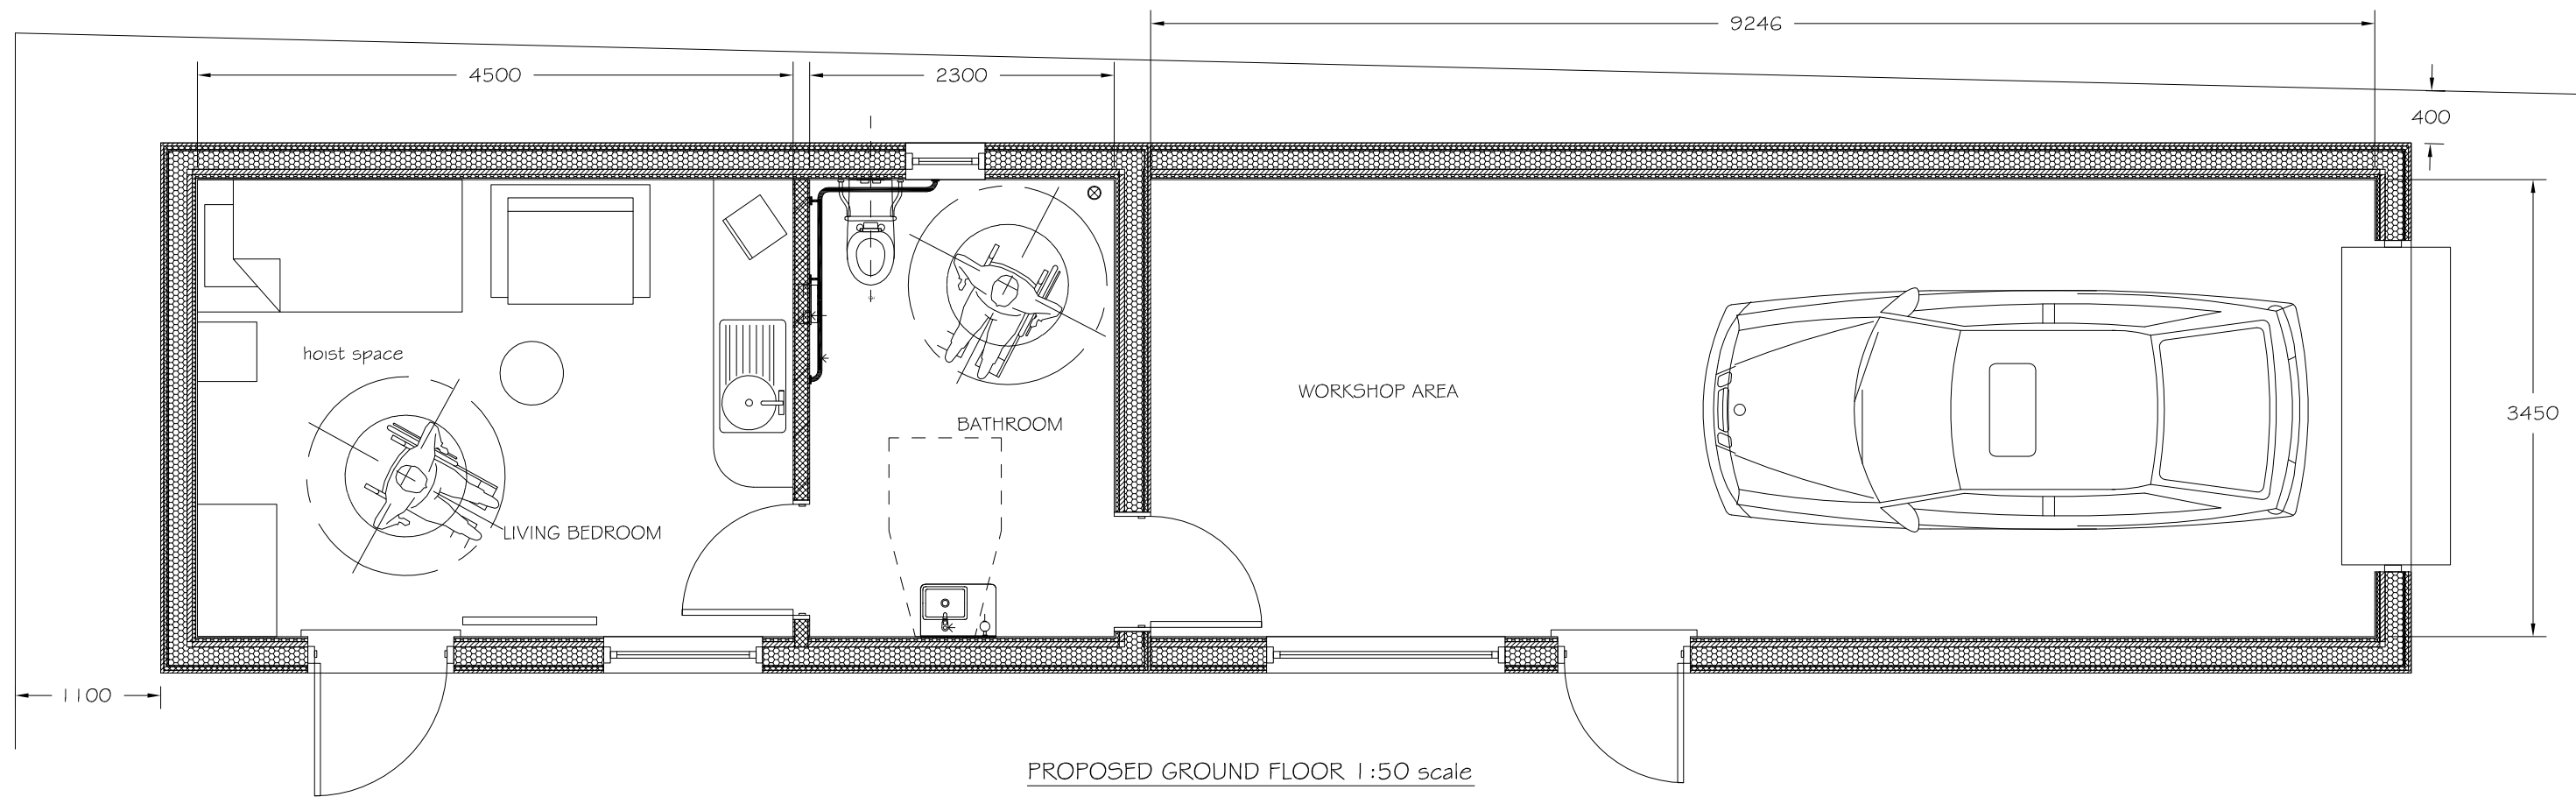 9246
4500
2300
400
hoist space
WORKSHOP AREA
3450
BATHROOM
LIVING BEDROOM
1100
PROPOSED GROUND FLOOR 1:50 scale